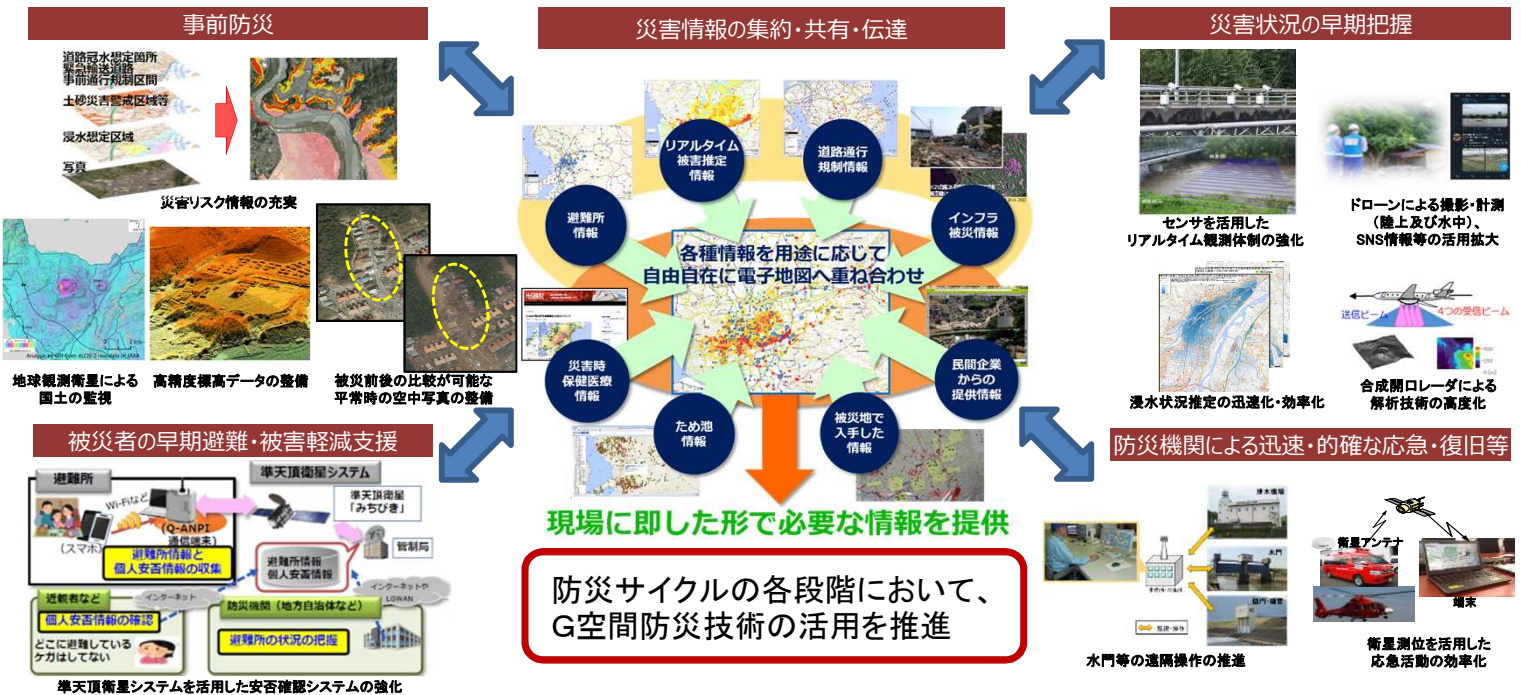 事前防災
道路冠水想定箇所
緊急輸送道路
事前通行規制区間
土砂災害警戒区域等
浸水想定区域
写真
災害リスク情報の充実
地球観測衛星による
国土の監視
高精度標高データの整備
被災前後の比較が可能な
平常時の空中写真の整備
災害情報の集約・共有・伝達
リアルタイム
被害推定
情報
道路通行
規制情報
避難所
情報
インフラ
被災情報
各種情報を用途に応じて
自由自在に電子地図へ重ね合わせ
災害時
保健医療
情報
民間企業
からの
提供情報
ため池
情報
被災地で
入手した
情報
現場に即した形で必要な情報を提供
防災サイクルの各段階において、
G空間防災技術の活用を推進
災害状況の早期把握
センサを活用した
リアルタイム観測体制の強化
ドローンによる撮影・計測
(陸上及び水中)、
SNS情報等の活用拡大
浸水状況推定の迅速化・効率化
送信ビーム
4つの受信ビーム
合成開口レーダによる
解析技術の高度化
被災者の早期避難・被害軽減支援
避難所
準天頂衛星システム
Wi-Fiなど
準天頂衛星
「みちびき」
(Q-ANPI
通信端末)
(スマホ)
管制局
避難所情報と
個人安否情報の収集
避難所情報
個人安否情報
インターネット
インターネットや
LGWAN
近親者など
個人安否情報の確認
どこに避難している
ケガはしてない
防災機関(地方自治体など)
避難所の状況の把握
準天頂衛星システムを活用した安否確認システムの強化
防災機関による迅速・的確な応急・復旧等
排水機場
水門
樋門・樋管
監視・操作
水門等の遠隔操作の推進
衛星アンテナ
端末
衛星測位を活用した
応急活動の効率化